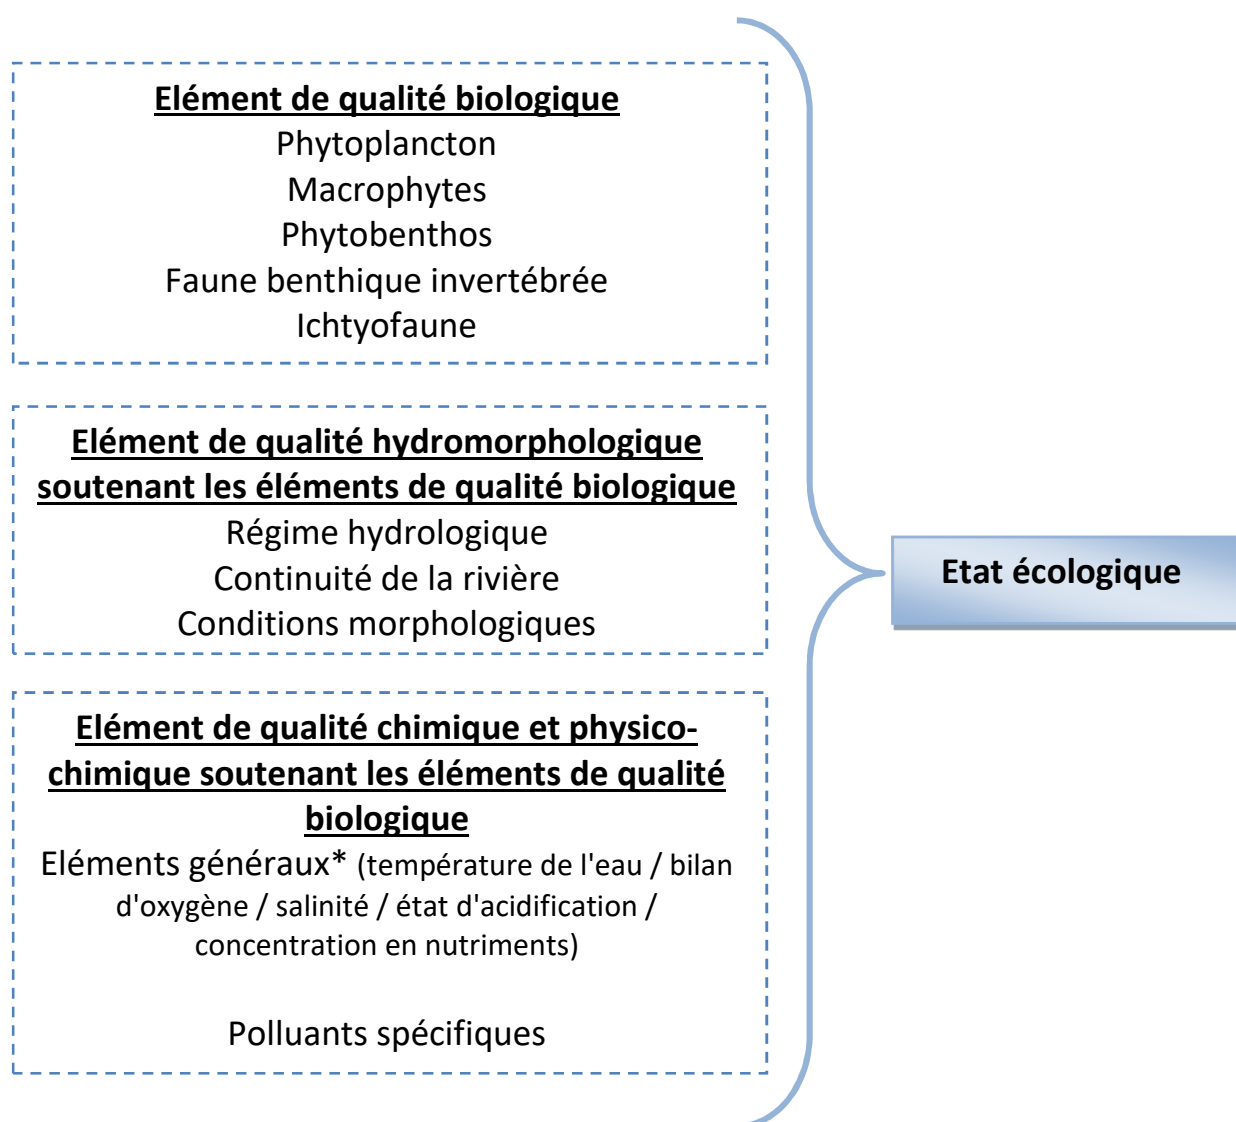 Elément de qualité biologique
Phytoplancton
Macrophytes
Phytobenthos
Faune benthique invertébrée
Ichtyofaune
Elément de qualité hydromorphologique
soutenant les éléments de qualité biologique
Régime hydrologique
Continuité de la rivière
Conditions morphologiques
Elément de qualité chimique et physico-
chimique soutenant les éléments de qualité
biologique
Eléments généraux* (température de l'eau / bilan
d'oxygène / salinité / état d'acidification /
concentration en nutriments)
Polluants spécifiques
Etat écologique